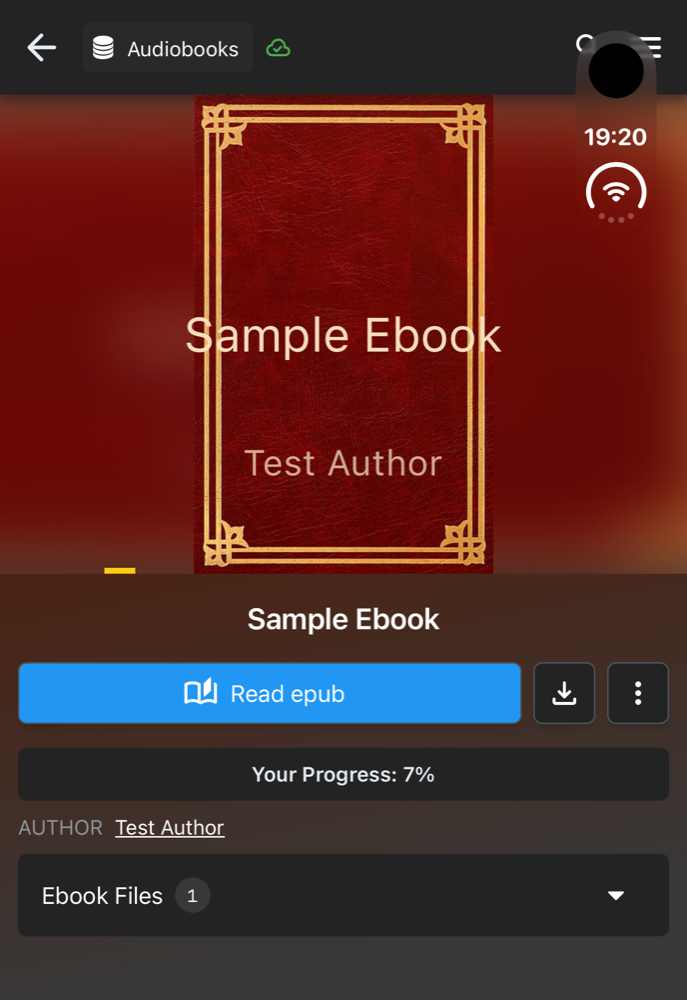 Audiobooks
19:20
Sample Ebook
Test Author
Sample Ebook
Read epub
Your Progress: 7%
AUTHOR Test Author
Ebook Files 1